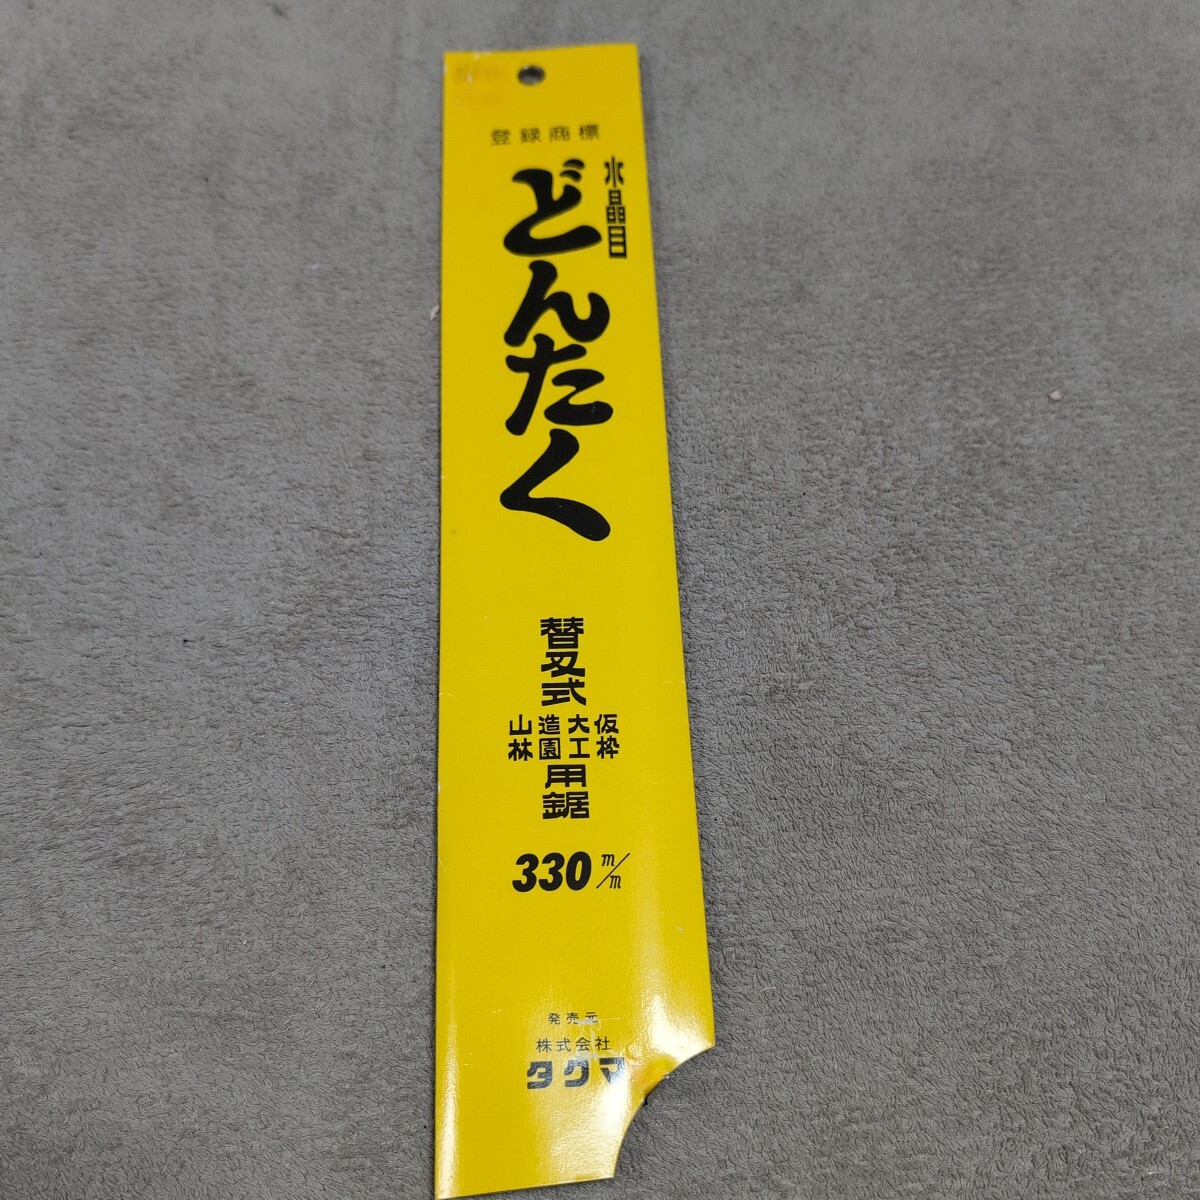 登録商標
水晶目
どんたく
替刃式
仮枠
大工
造園
山林
用鋸
330 m/m
発売元
株式会社
タクマ